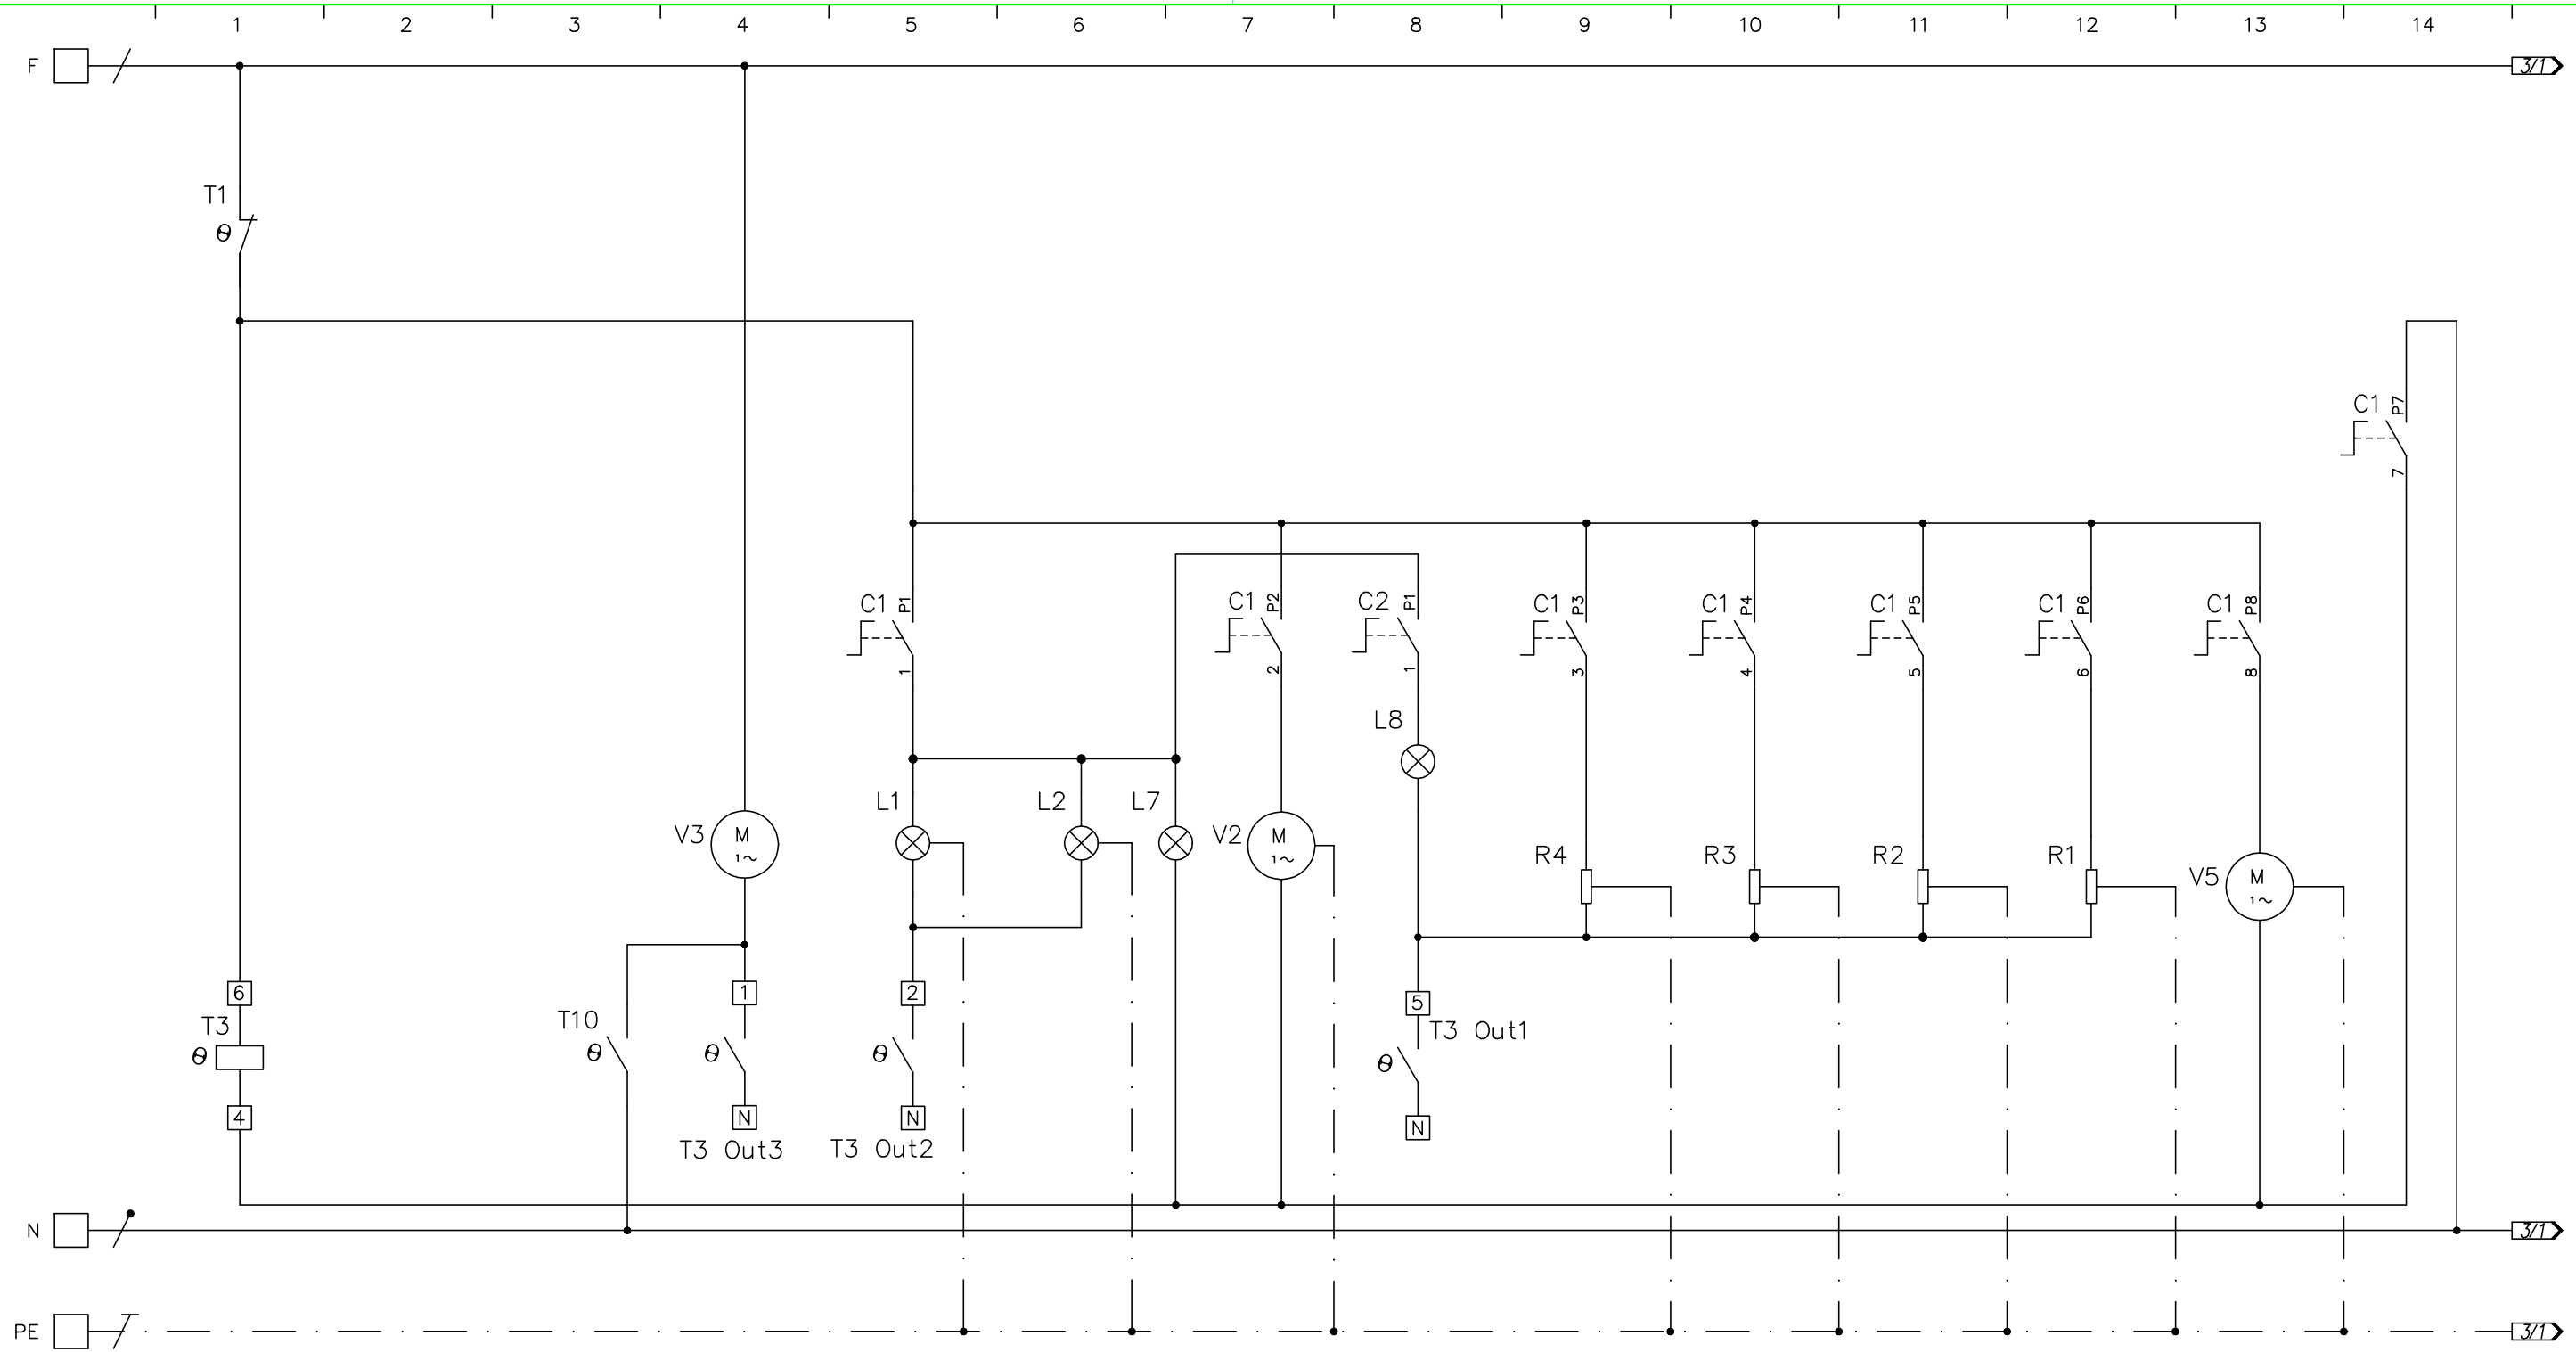 1 2 3 4 5 6 7 8 9 10 11 12 13 14
F 3/1
T1
θ
C1 P7
7
C1 P1 C1 P2 C2 P1 C1 P3 C1 P4 C1 P5 C1 P6 C1 P8
1 2 1 3 4 5 6 8
L8
L1 L2 L7
V3 M 1~ V2 M 1~
R4 R3 R2 R1 V5 M 1~
6 1 2 5
T3 T10 T3 Out1
θ θ θ θ θ
4 N N N
T3 Out3 T3 Out2
N 3/1
PE 3/1